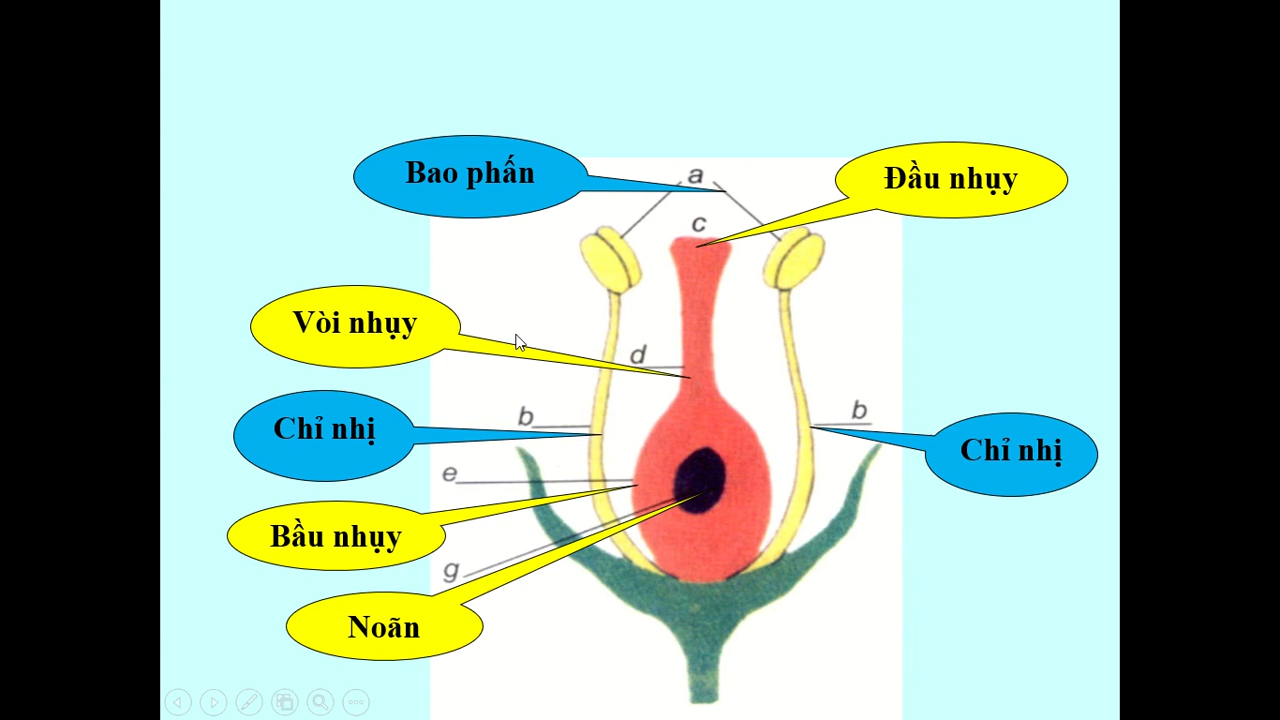 Bao phấn
a
Đầu nhụy
c
Vòi nhụy
d
Chỉ nhị
b
b
Chỉ nhị
e
Bầu nhụy
g
Noãn